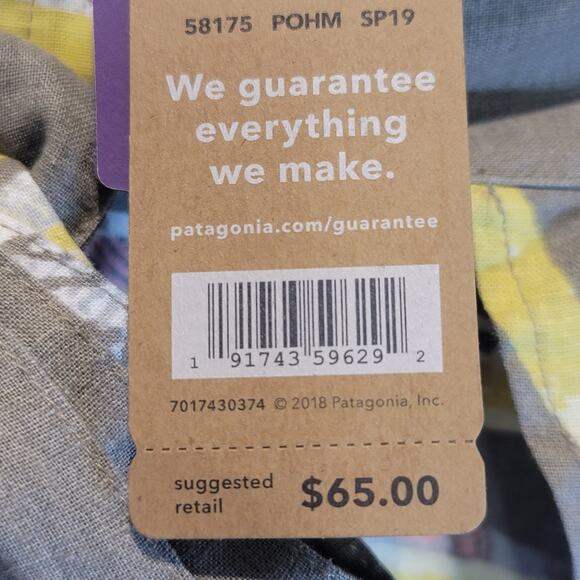 58175 POHM SP19
We guarantee
everything
we make.
patagonia.com/guarantee
1 91743 59629 2
7017430374 © 2018 Patagonia, Inc.
suggested
retail
$65.00